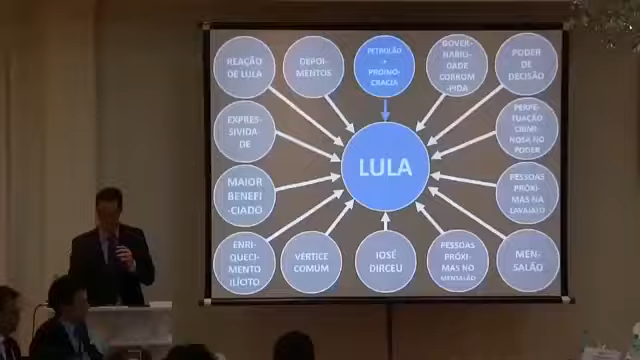 REAÇÃO
DE LULA
DEPOI-
MENTOS
PETROLÃO
+
PROINO-
CRACIA
GOVER-
NABILI-
DADE
CORROM-
PIDA
PODER
DE
DECISÃO
EXPRES-
SIVIDA-
DE
PERPE-
TUAÇÃO
CRIMI-
NOSA NO
PODER
LULA
MAIOR
BENEFI-
CIADO
PESSOAS
PRÓXI-
MAS NA
LAVAJATO
ENRI-
QUECI-
MENTO
ILÍCITO
VÉRTICE
COMUM
JOSÉ
DIRCEU
PESSOAS
PRÓXI-
MAS NO
MENSALÃO
MEN-
SALÃO